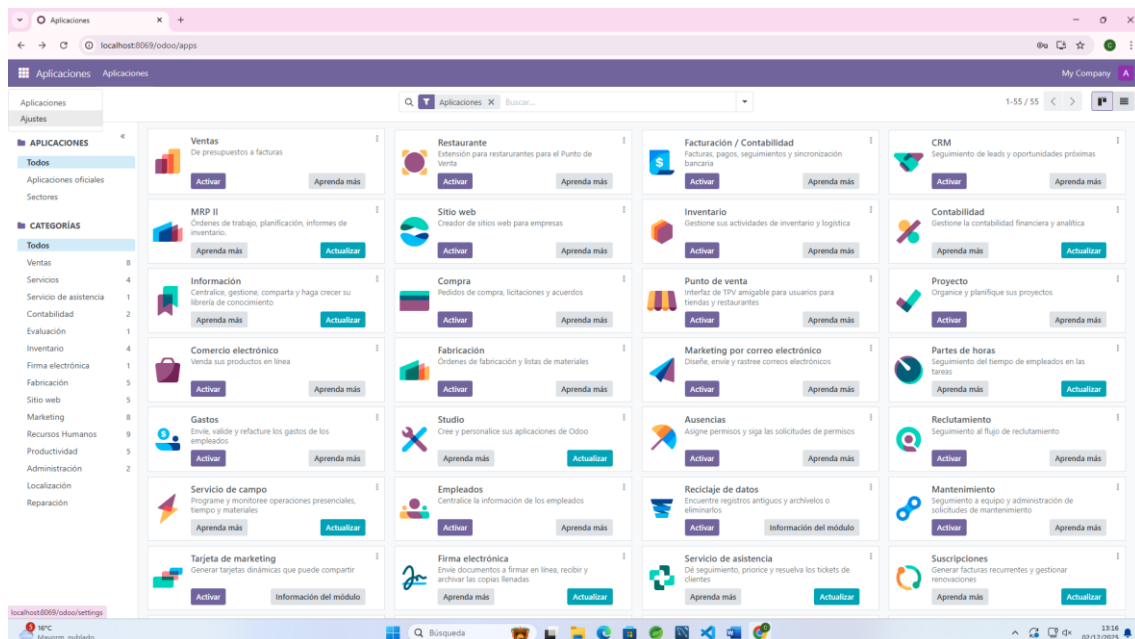 Aplicaciones
localhost:8069/odoo/apps
Aplicaciones Aplicaciones
My Company A
Aplicaciones
Ajustes
Aplicaciones Buscar...
1-55 / 55
APLICACIONES
Todos
Aplicaciones oficiales
Sectores
CATEGORÍAS
Todos
Ventas 8
Servicios 4
Servicio de asistencia 1
Contabilidad 2
Evaluación 1
Inventario 4
Firma electrónica 1
Fabricación 5
Sitio web 5
Marketing 8
Recursos Humanos 9
Productividad 5
Administración 2
Localización
Reparación
Ventas
De presupuestos a facturas
Activar Aprenda más
Restaurante
Extensión para restaurantes para el Punto de
Venta
Activar Aprenda más
Facturación / Contabilidad
Facturas, pagos, seguimientos y sincronización
bancaria
Activar Aprenda más
CRM
Seguimiento de leads y oportunidades próximas
Activar Aprenda más
MRP II
Órdenes de trabajo, planificación, informes de
inventario.
Aprenda más Actualizar
Sitio web
Creador de sitios web para empresas
Activar Aprenda más
Inventario
Gestione sus actividades de inventario y logística
Activar Aprenda más
Contabilidad
Gestione la contabilidad financiera y analítica
Aprenda más Actualizar
Información
Centralice, gestione, comparta y haga crecer su
librería de conocimiento
Aprenda más Actualizar
Compra
Pedidos de compra, licitaciones y acuerdos
Activar Aprenda más
Punto de venta
Interfaz de TPV amigable para usuarios para
tiendas y restaurantes
Activar Aprenda más
Proyecto
Organice y planifique sus proyectos
Activar Aprenda más
Comercio electrónico
Venda sus productos en línea
Activar Aprenda más
Fabricación
Órdenes de fabricación y listas de materiales
Activar Aprenda más
Marketing por correo electrónico
Diseñe, envíe y rastree correos electrónicos
Activar Aprenda más
Partes de horas
Seguimiento del tiempo de empleados en las
tareas
Aprenda más Actualizar
Gastos
Envíe, valide y refacture los gastos de los
empleados
Activar Aprenda más
Studio
Cree y personalice sus aplicaciones de Odoo
Aprenda más Actualizar
Ausencias
Asigne permisos y siga las solicitudes de permisos
Activar Aprenda más
Reclutamiento
Seguimiento al flujo de reclutamiento
Activar Aprenda más
Servicio de campo
Programe y monitoree operaciones presenciales,
tiempo y materiales
Aprenda más Actualizar
Empleados
Centralice la información de los empleados
Activar Aprenda más
Reciclaje de datos
Encuentre registros antiguos y archívelos o
elimínelos
Activar Información del módulo
Mantenimiento
Seguimiento a equipo y administración de
solicitudes de mantenimiento
Activar Aprenda más
Tarjeta de marketing
Generar tarjetas dinámicas que puede compartir
Activar Información del módulo
Firma electrónica
Envíe documentos a firmar en línea, recibir y
archivar las copias llenadas
Aprenda más Actualizar
Servicio de asistencia
Dé seguimiento, priorice y resuelva los tickets de
clientes
Aprenda más Actualizar
Suscripciones
Generar facturas recurrentes y gestionar
renovaciones
Aprenda más Actualizar
localhost:8069/odoo/settings
16°C
Mayorm. nublado
Búsqueda
13:16
02/12/2025